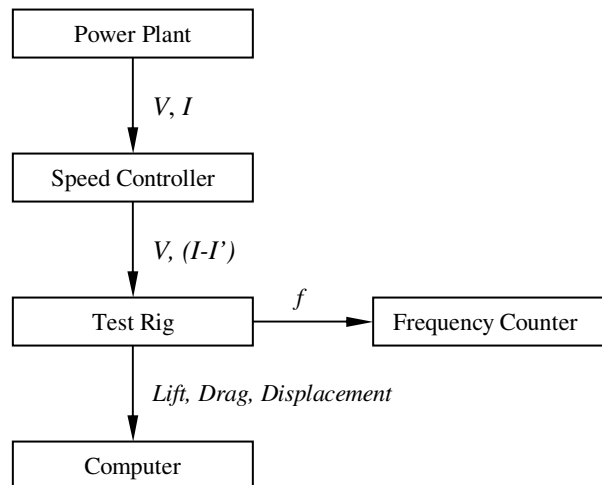 Power Plant
V, I
Speed Controller
V, (I-I’)
f
Test Rig
Frequency Counter
Lift, Drag, Displacement
Computer